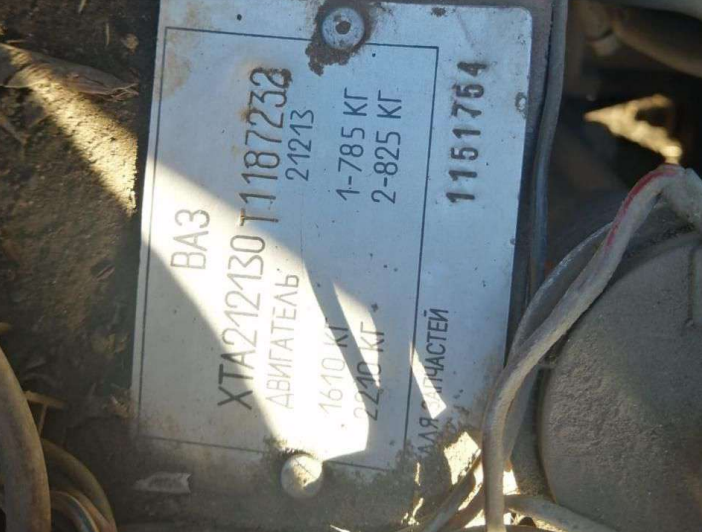 ВАЗ
ХТА212130Т1187232
ДВИГАТЕЛЬ 21213
1610 КГ 1-785 КГ
2210 КГ 2-825 КГ
ДЛЯ ЗАПЧАСТЕЙ 1151754